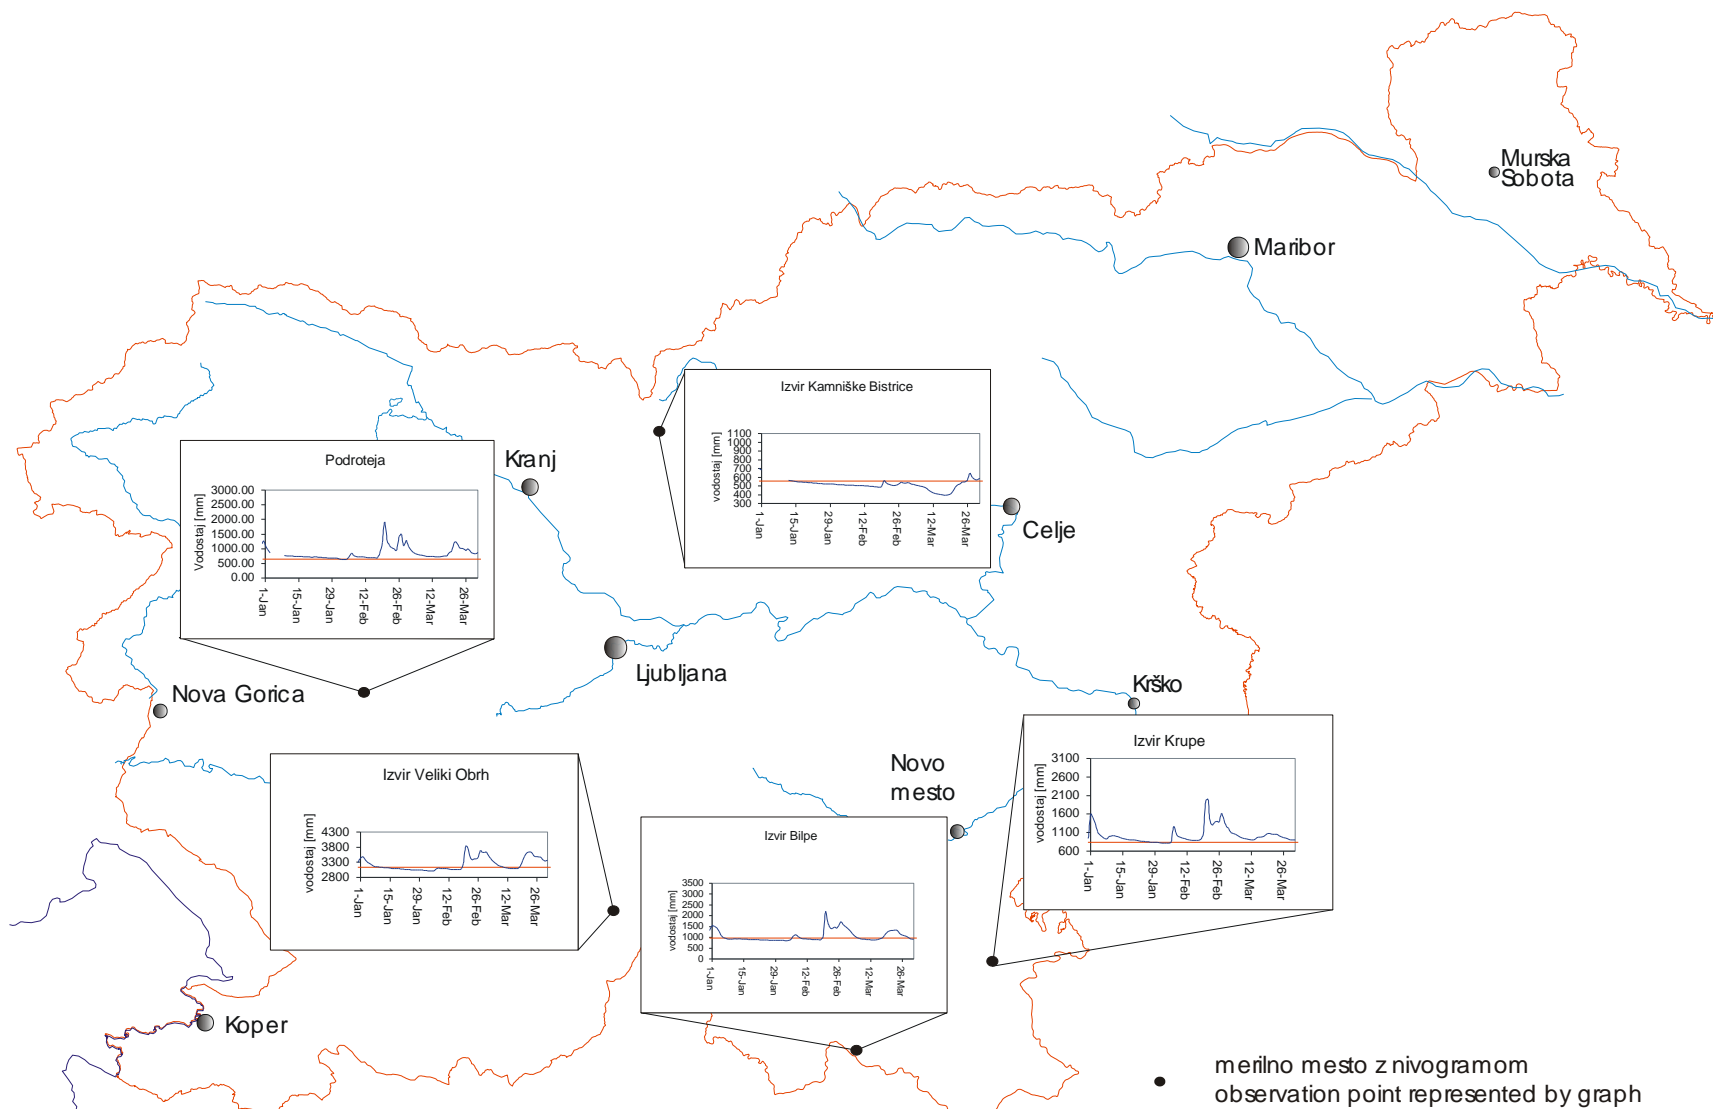 Murska
Sobota
Maribor
Izvir Kamniške Bistrice
vodostaj [mm]
1100
1000
900
800
700
600
500
400
300
1-Jan
15-Jan
29-Jan
12-Feb
26-Feb
12-Mar
26-Mar
Podroteja
Vodostaj [mm]
3000.00
2500.00
2000.00
1500.00
1000.00
500.00
0.00
1-Jan
15-Jan
29-Jan
12-Feb
26-Feb
12-Mar
26-Mar
Kranj
Celje
Ljubljana
Nova Gorica
Krško
Izvir Krupe
vodostaj [mm]
3100
2600
2100
1600
1100
600
1-Jan
15-Jan
29-Jan
12-Feb
26-Feb
12-Mar
26-Mar
Izvir Veliki Obrh
vodostaj [mm]
4300
3800
3300
2800
1-Jan
15-Jan
29-Jan
12-Feb
26-Feb
12-Mar
26-Mar
Novo
mesto
Izvir Bilpe
vodostaj [mm]
3500
3000
2500
2000
1500
1000
500
0
1-Jan
15-Jan
29-Jan
12-Feb
26-Feb
12-Mar
26-Mar
Koper
merilno mesto z nivogramom
observation point represented by graph